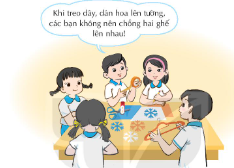 Khi treo dây, dán hoa lên tường,
các bạn không nên chồng hai ghế
lên nhau!